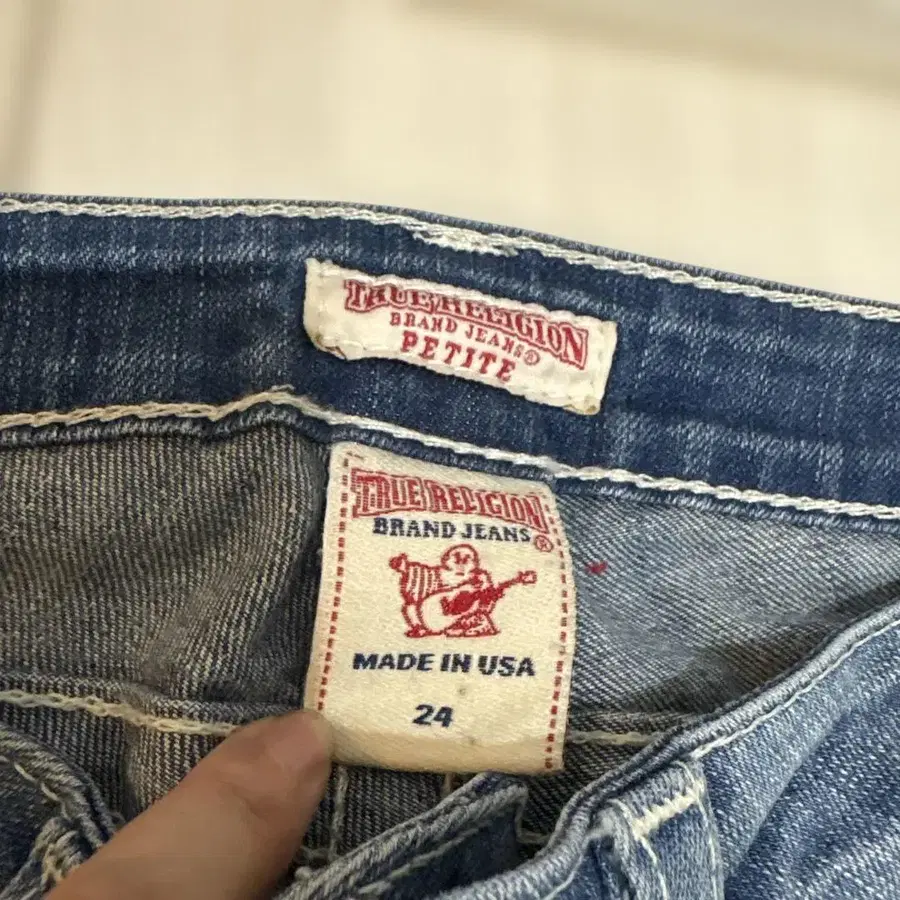 TRUE RELIGION
BRAND JEANS®
PETITE
TRUE RELIGION
BRAND JEANS®
MADE IN USA
24